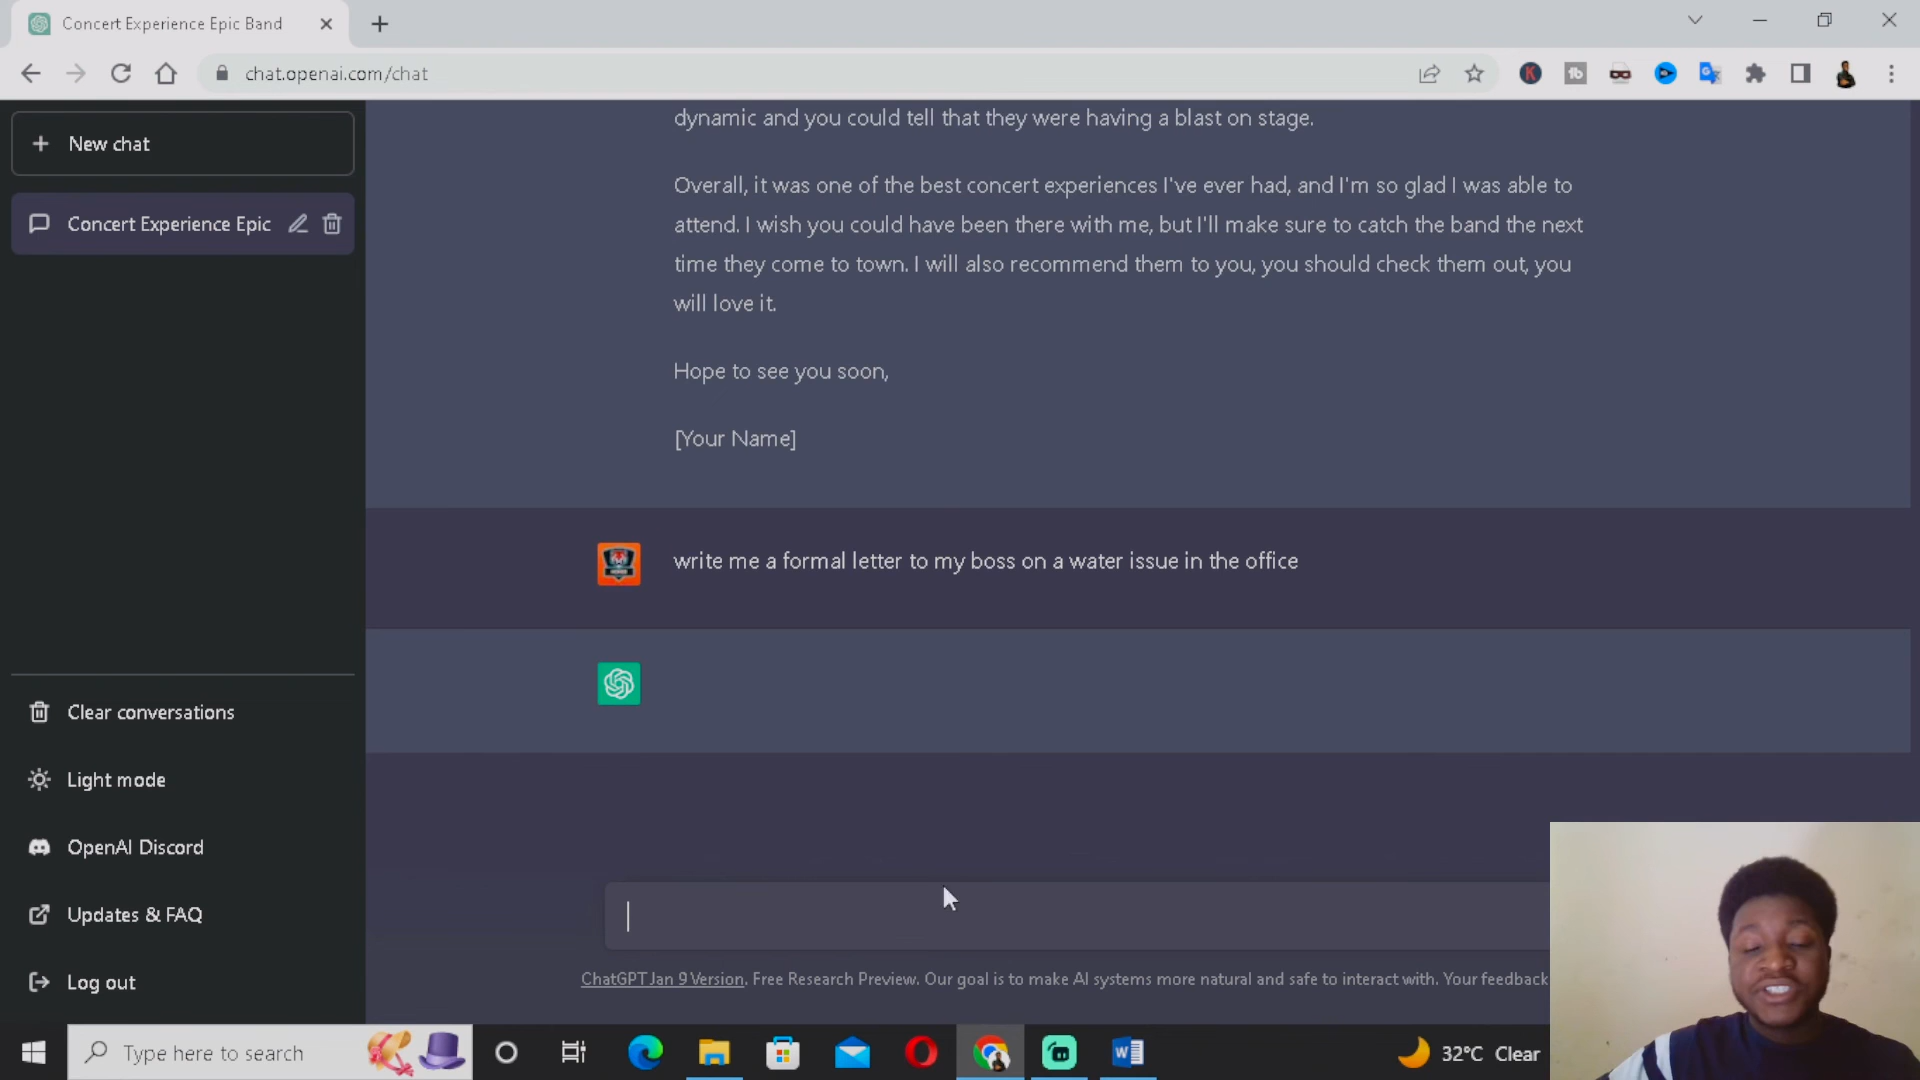 Concert Experience Epic Band
chat.openai.com/chat
New chat
Concert Experience Epic
dynamic and you could tell that they were having a blast on stage.
Overall, it was one of the best concert experiences I've ever had, and I'm so glad I was able to
attend. I wish you could have been there with me, but I'll make sure to catch the band the next
time they come to town. I will also recommend them to you, you should check them out, you
will love it.
Hope to see you soon,
[Your Name]
write me a formal letter to my boss on a water issue in the office
Clear conversations
Light mode
OpenAI Discord
Updates & FAQ
Log out
ChatGPT Jan 9 Version. Free Research Preview. Our goal is to make AI systems more natural and safe to interact with. Your feedback
Type here to search
32°C Clear